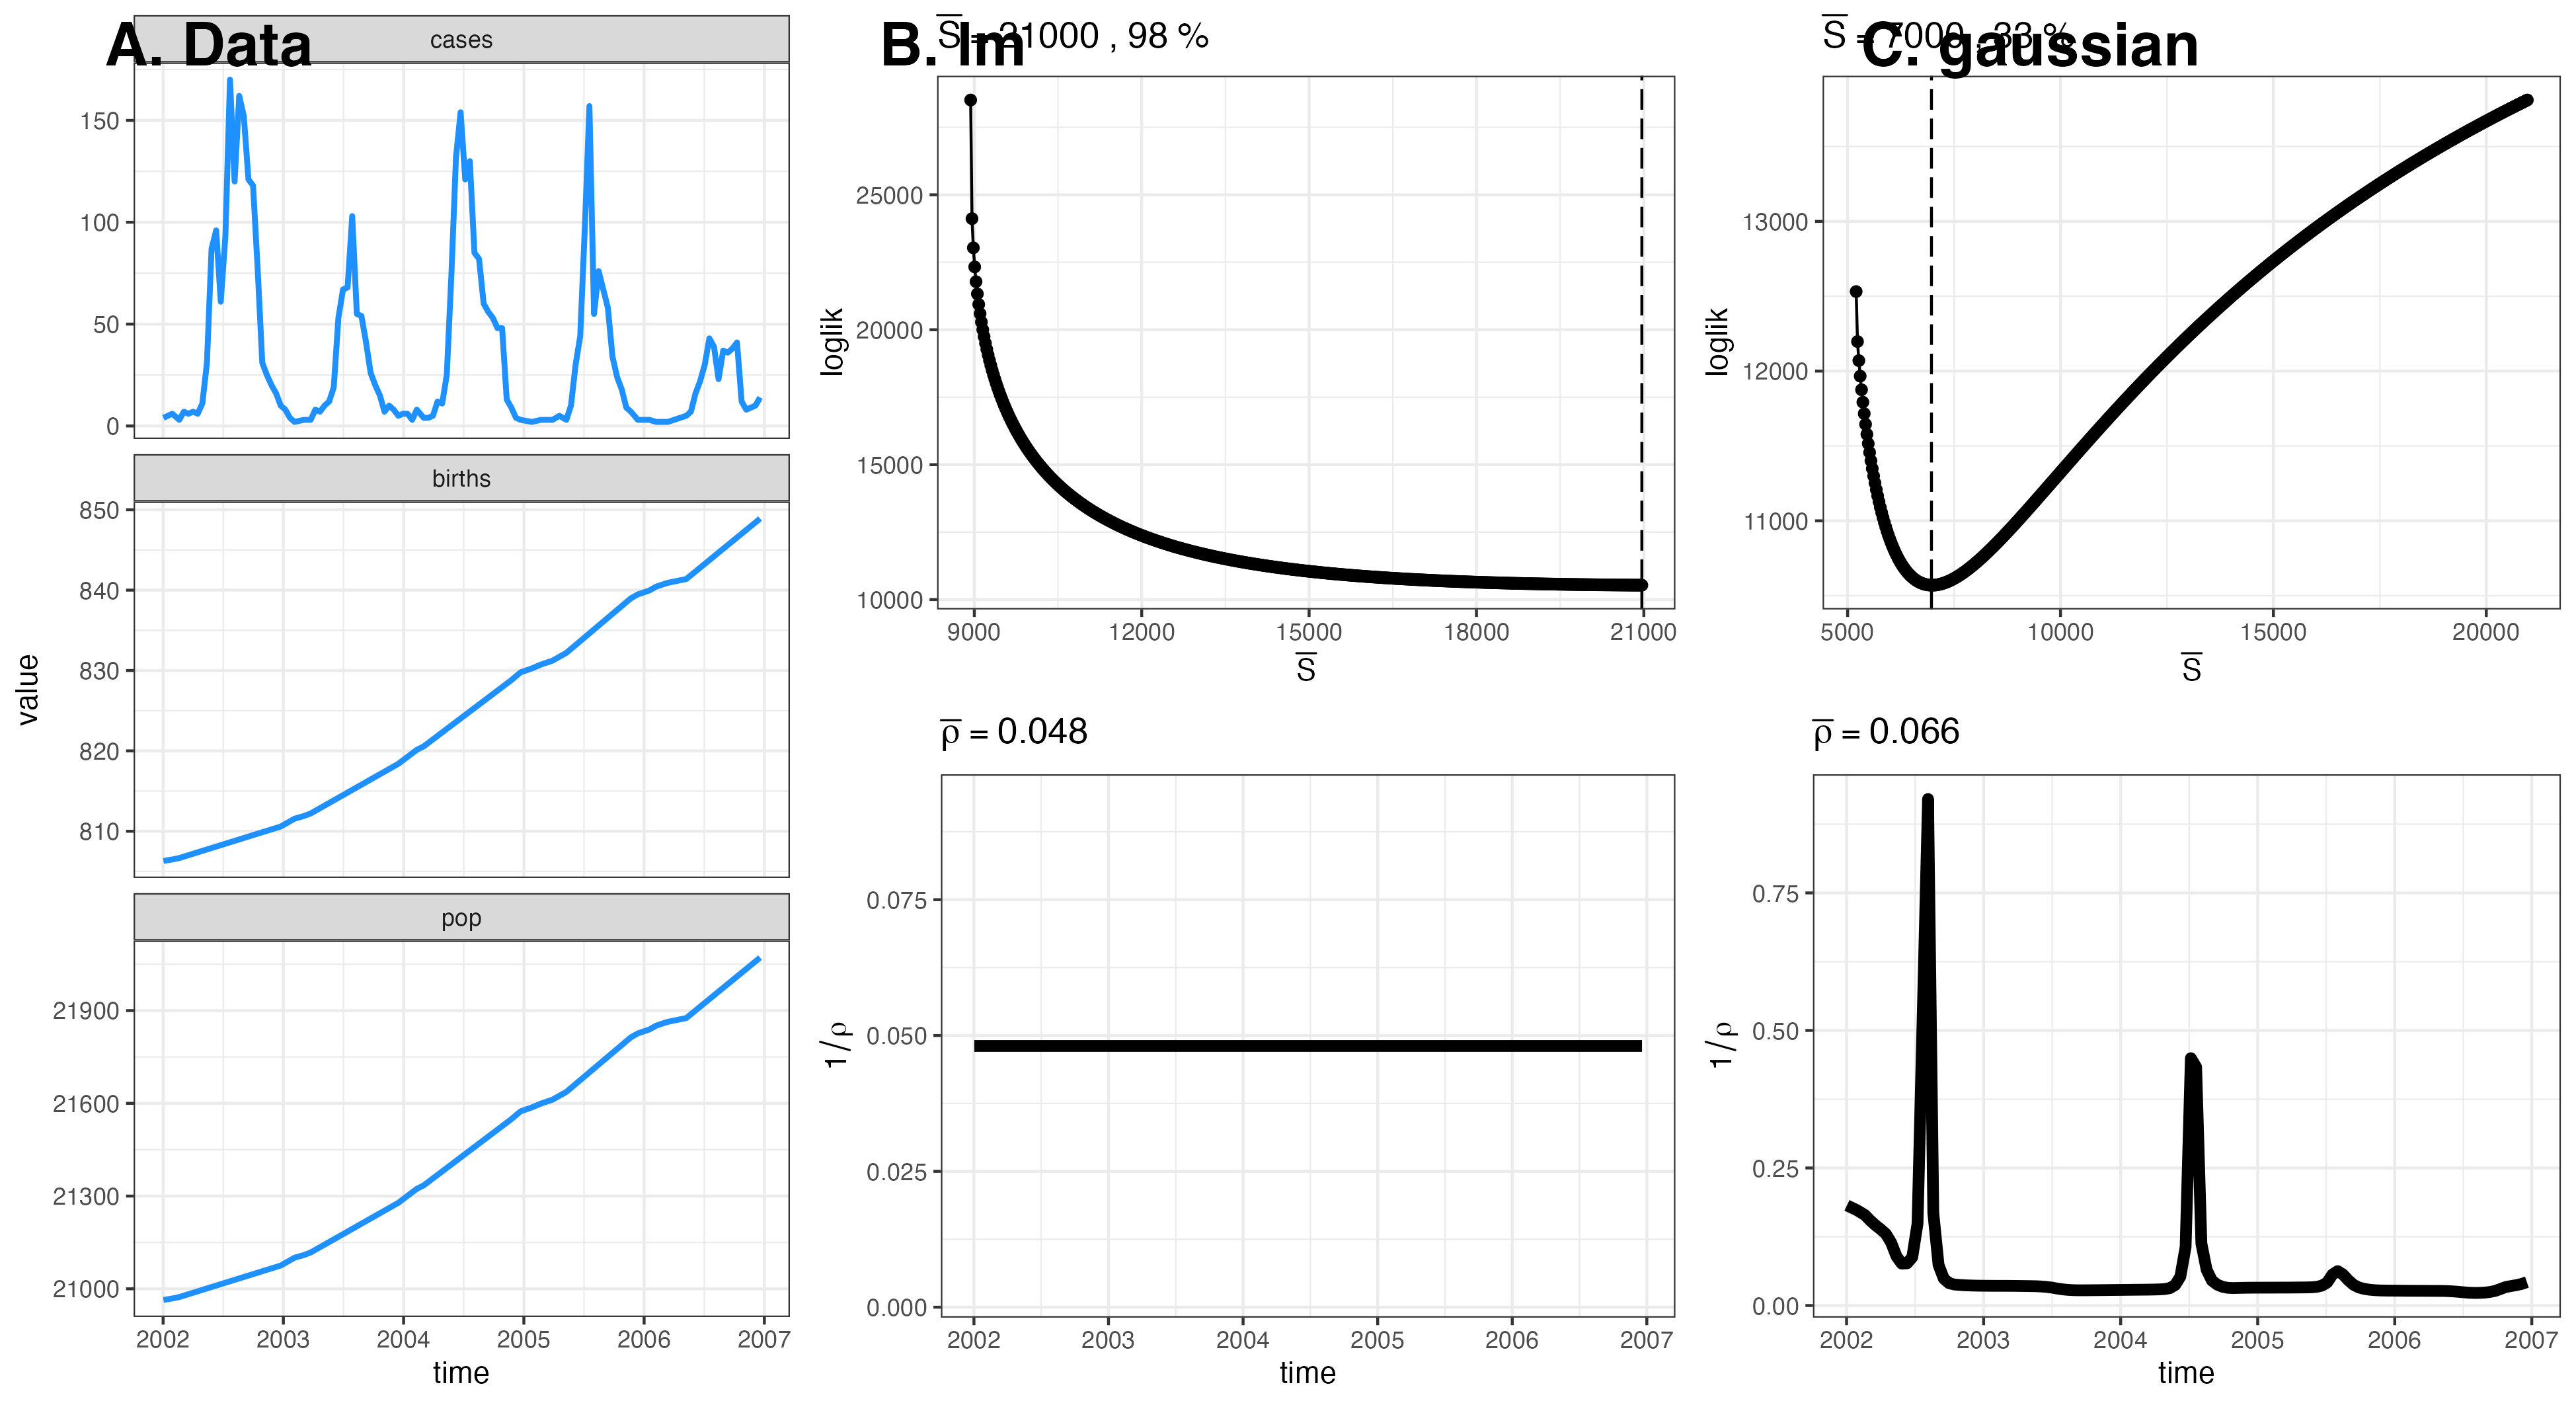 A. Data
cases
150
100
50
0
births
850
840
830
820
810
value
pop
21900
21600
21300
21000
2002 2003 2004 2005 2006 2007
time
B. lm
S̅ = 21000 , 98 %
loglik
25000
20000
15000
10000
9000 12000 15000 18000 21000
S̅
ρ̅ = 0.048
1/ρ
0.075
0.050
0.025
0.000
2002 2003 2004 2005 2006 2007
time
C. gaussian
S̅ = 7000 , 33 %
loglik
13000
12000
11000
5000 10000 15000 20000
S̅
ρ̅ = 0.066
1/ρ
0.75
0.50
0.25
0.00
2002 2003 2004 2005 2006 2007
time